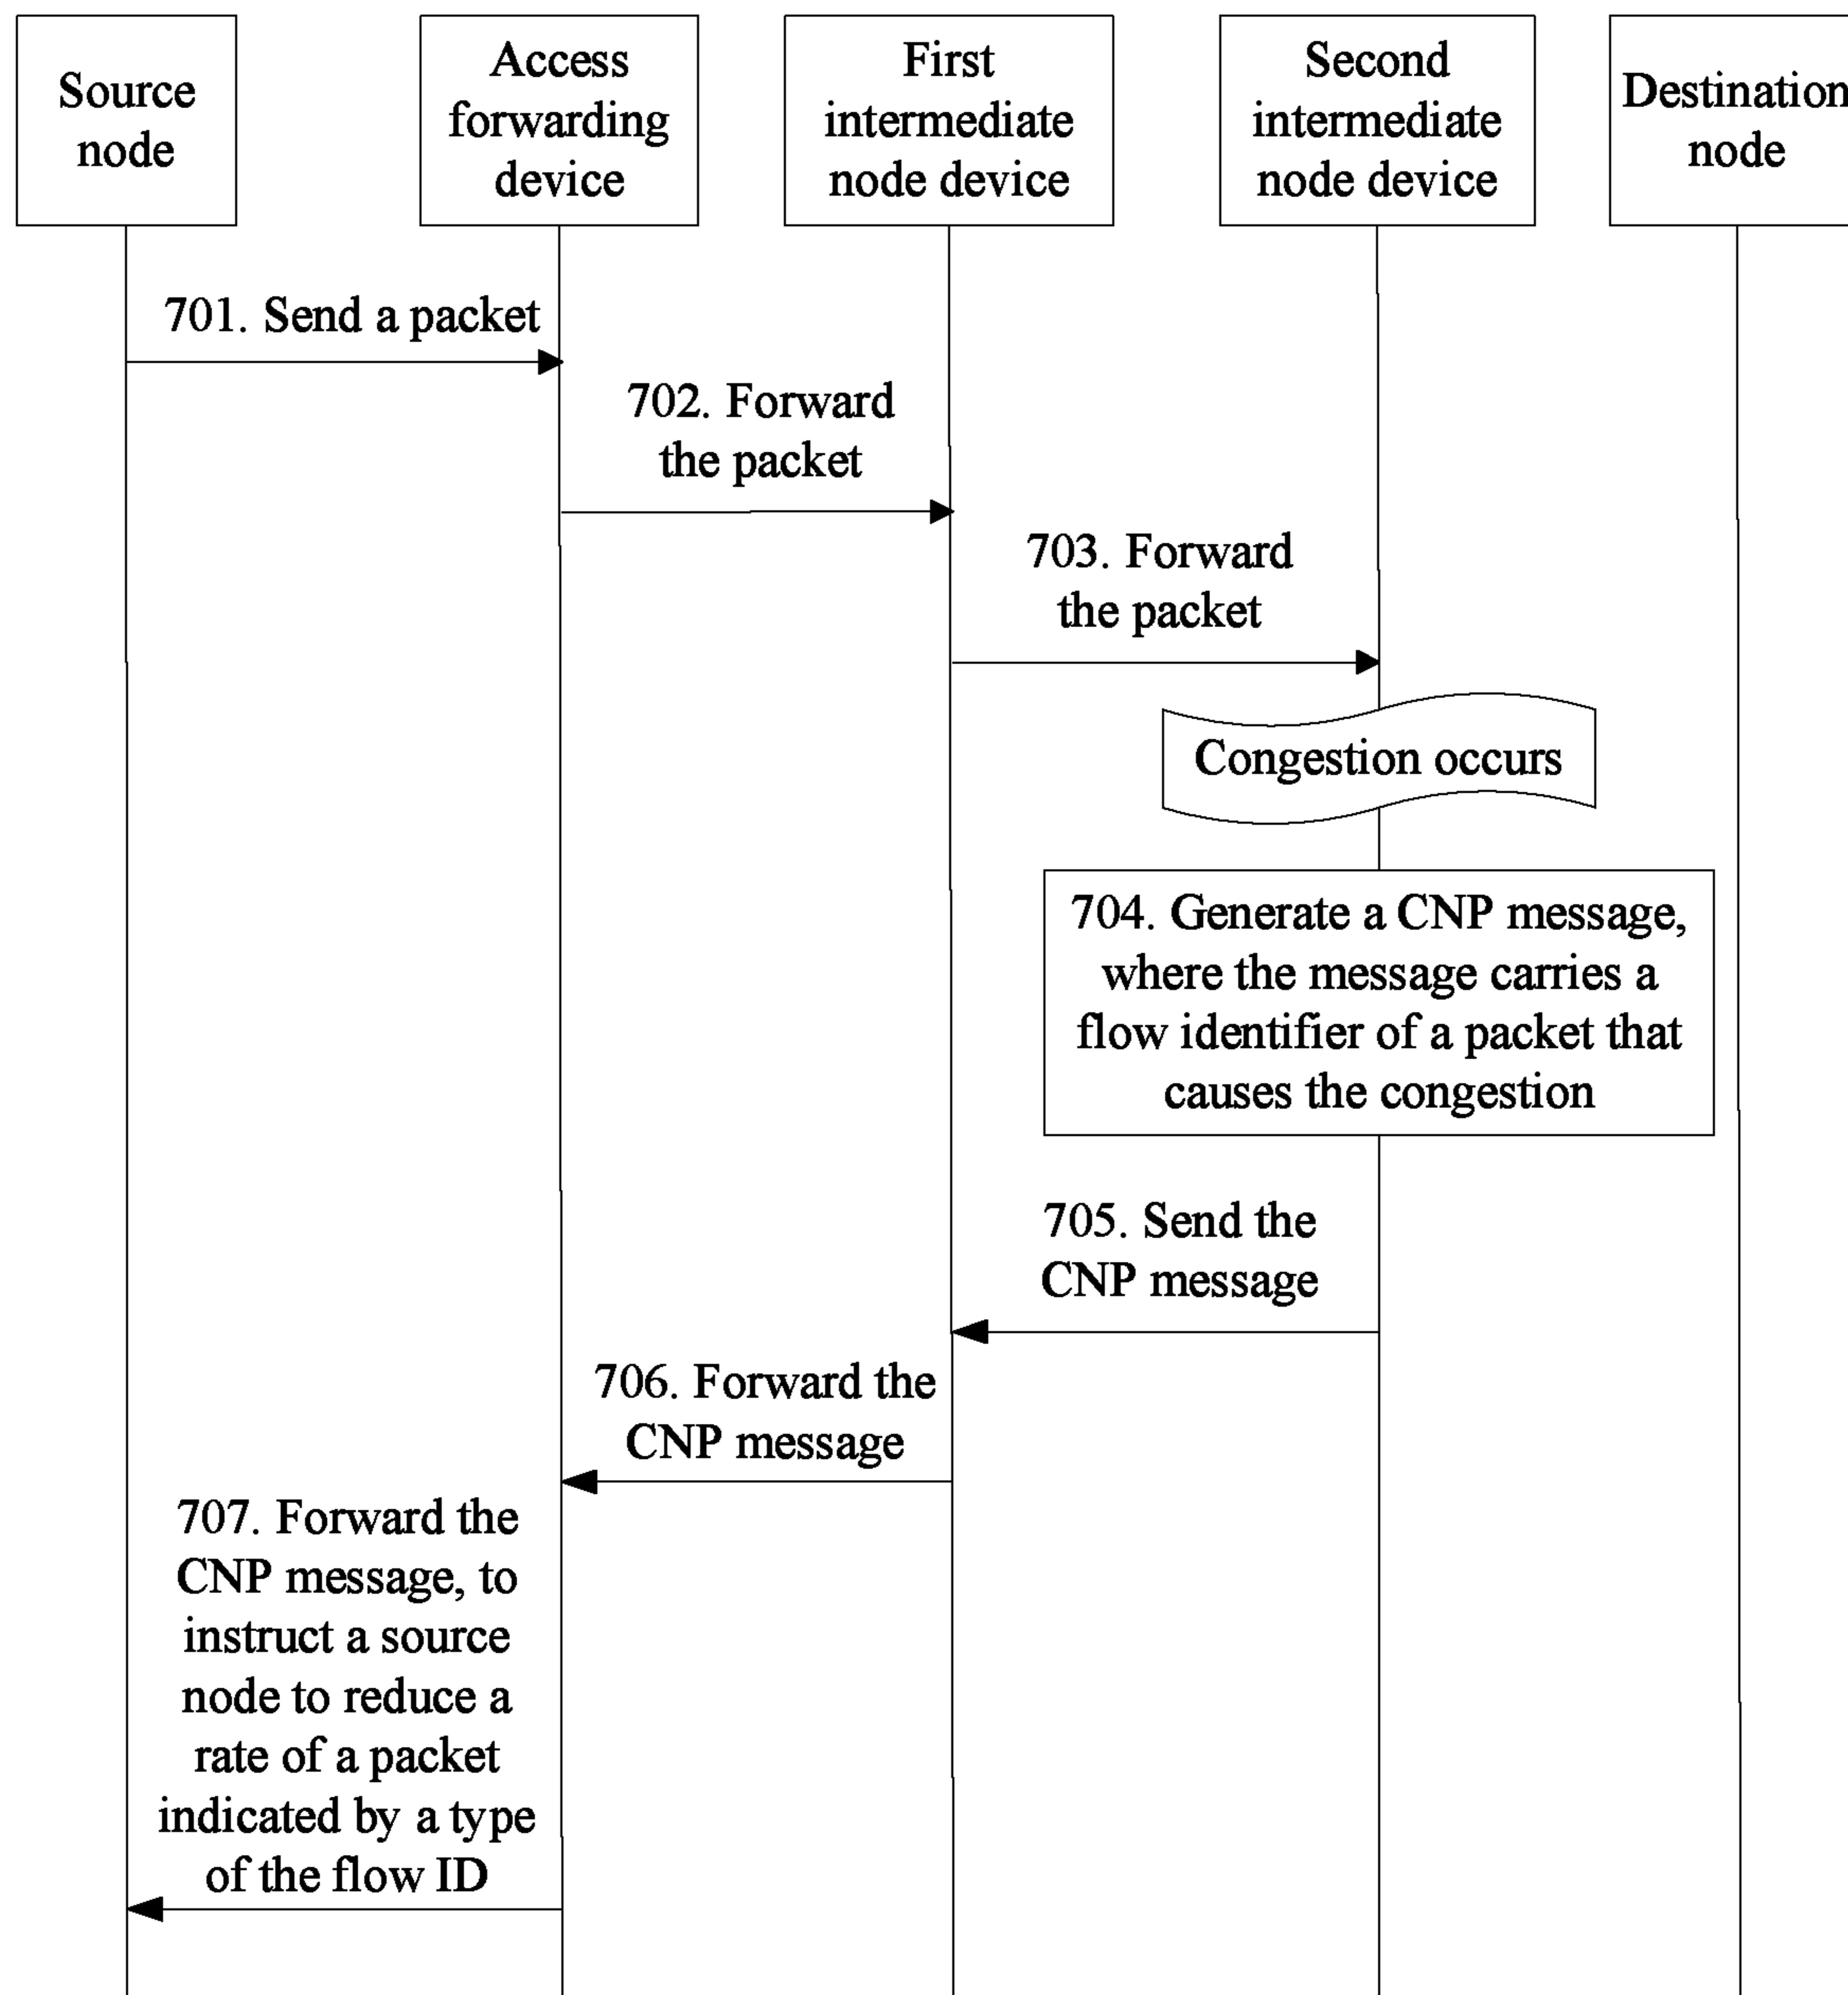 Source
node
Access
forwarding
device
First
intermediate
node device
Second
intermediate
node device
Destination
node
701. Send a packet
702. Forward
the packet
703. Forward
the packet
Congestion occurs
704. Generate a CNP message,
where the message carries a
flow identifier of a packet that
causes the congestion
705. Send the
CNP message
706. Forward the
CNP message
707. Forward the
CNP message, to
instruct a source
node to reduce a
rate of a packet
indicated by a type
of the flow ID